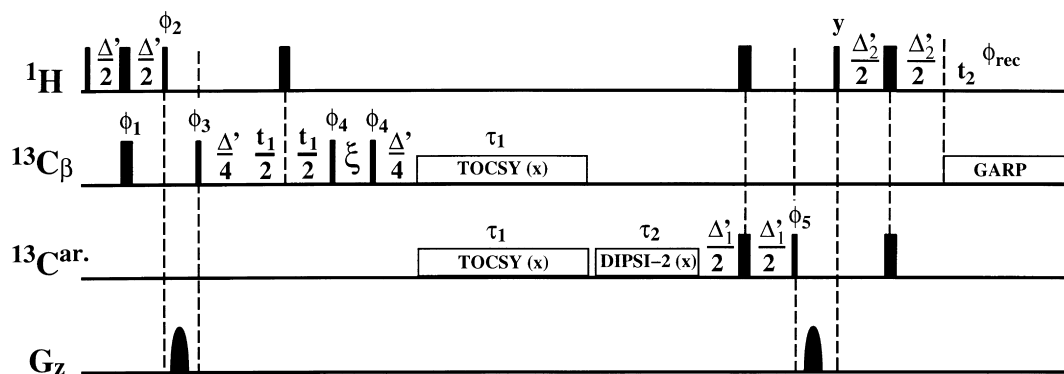 ϕ2 y
¹H Δ'/2 Δ'/2 Δ'2/2 Δ'2/2 t2 ϕrec
ϕ1 ϕ3 ϕ4 ϕ4 τ1
¹³Cβ Δ'/4 t1/2 t1/2 ξ Δ'/4 TOCSY (x) GARP
τ1 τ2 ϕ5
¹³Car. TOCSY (x) DIPSI-2 (x) Δ'1/2 Δ'1/2
Gz